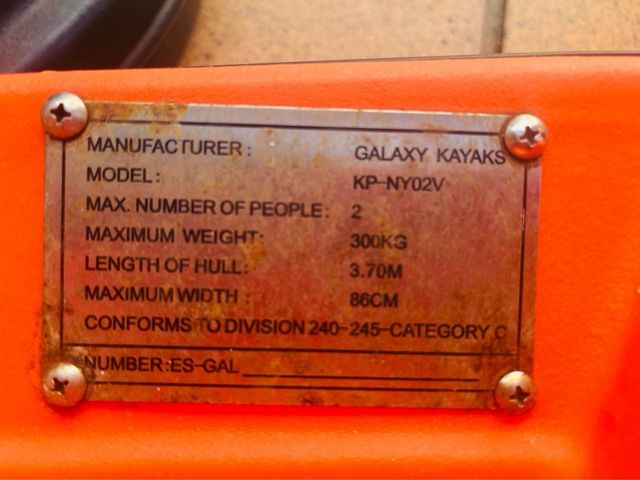 MANUFACTURER: GALAXY KAYAKS
MODEL: KP-NY02V
MAX. NUMBER OF PEOPLE: 2
MAXIMUM WEIGHT: 300KG
LENGTH OF HULL: 3.70M
MAXIMUM WIDTH : 86CM
CONFORMS TO DIVISION 240-245-CATEGORY C
NUMBER:ES-GAL